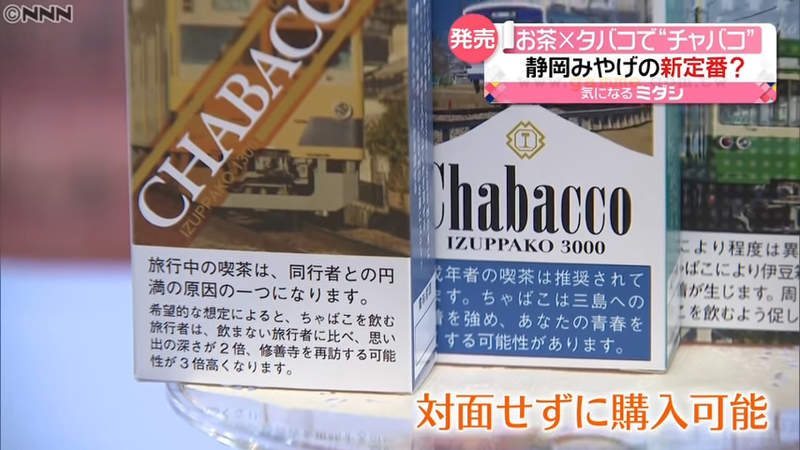 ©NNN
発売
お茶×タバコで“チャバコ”
静岡みやげの新定番？
気になるミダシ
CHABACCO
IZUPPAKO 1300
旅行中の喫茶は、同行者との円
満の原因の一つになります。
希望的な想定によると、ちゃばこを飲む
旅行者は、飲まない旅行者に比べ、思い
出の深さが２倍、修善寺を再訪する可能
性が３倍高くなります。
Chabacco
IZUPPAKO 3000
成年者の喫茶は推奨されて
ます。ちゃばこは三島への
着を強め、あなたの青春を
する可能性があります。
により程度は異
ゃばこにより伊豆箱
着が生じます。周
を飲むよう促し
対面せずに購入可能